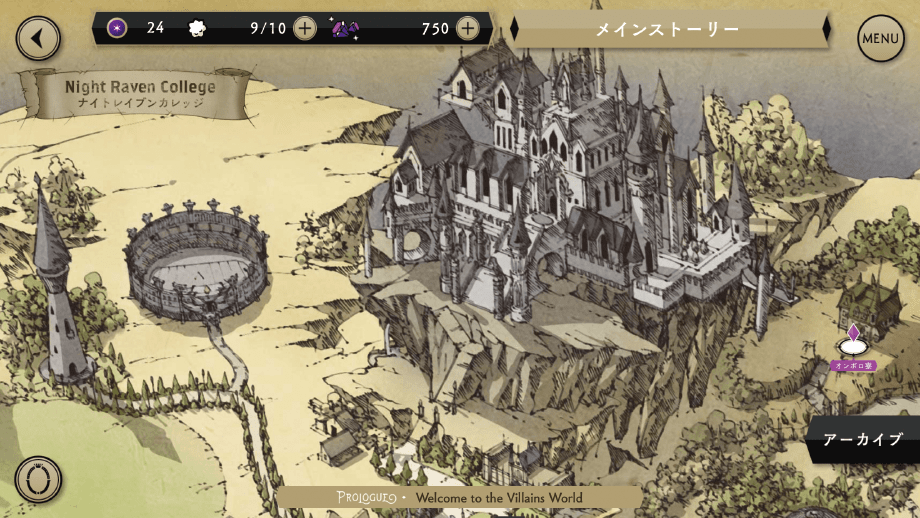 24
9/10
750
メインストーリー
MENU
Night Raven College
ナイトレイブンカレッジ
オンボロ寮
アーカイブ
PROLOGUE・ Welcome to the Villains World